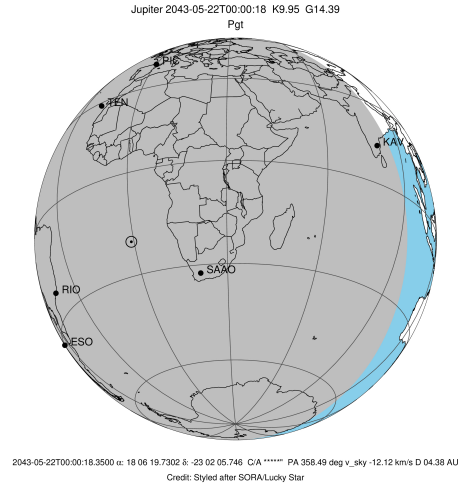 Jupiter 2043-05-22T00:00:18 K9.95 G14.39
Pgt
PIC
TEN
KAV
SAAO
RIO
ESO
2043-05-22T00:00:18.3500 α: 18 06 19.7302 δ: -23 02 05.746 C/A *****" PA 358.49 deg v_sky -12.12 km/s D 04.38 AU
Credit: Styled after SORA/Lucky Star